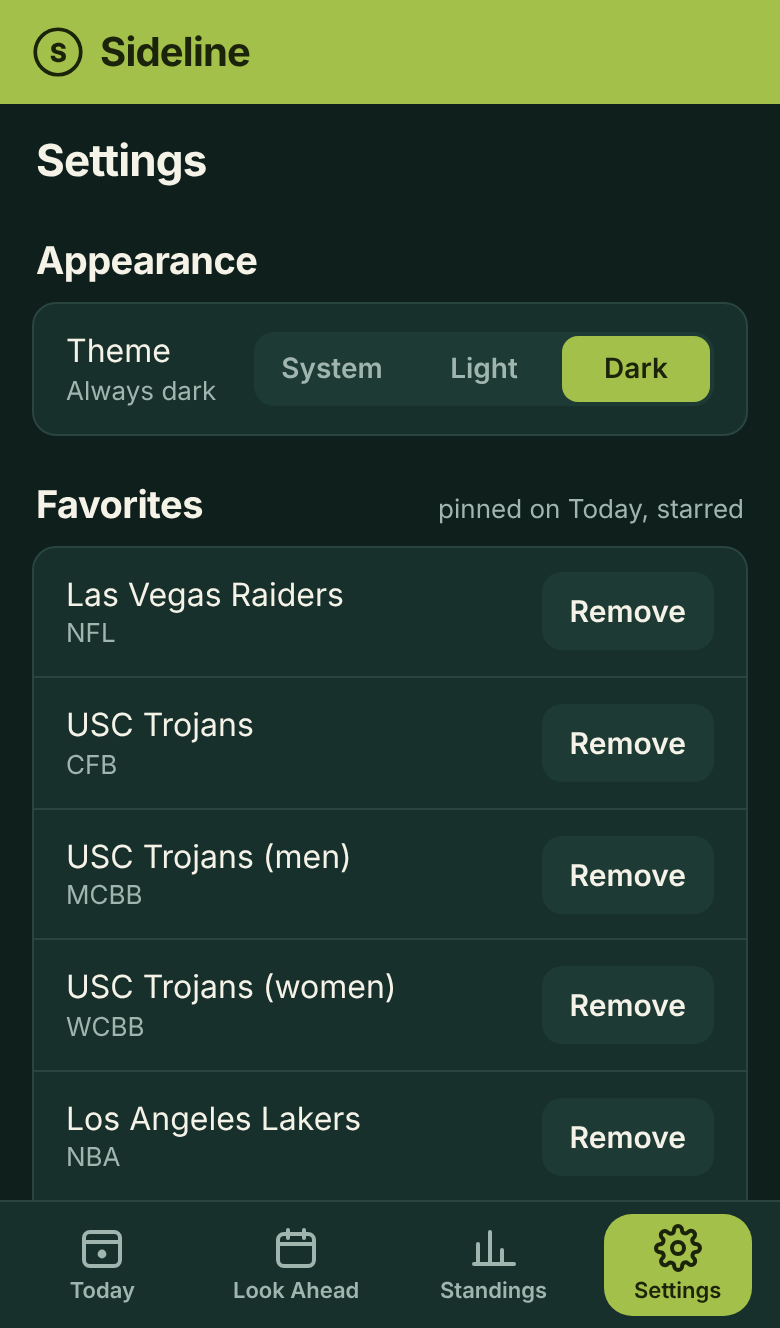 S Sideline
Settings
Appearance
Theme
Always dark
System Light Dark
Favorites pinned on Today, starred
Las Vegas Raiders
NFL
Remove
USC Trojans
CFB
Remove
USC Trojans (men)
MCBB
Remove
USC Trojans (women)
WCBB
Remove
Los Angeles Lakers
NBA
Remove
Today Look Ahead Standings Settings